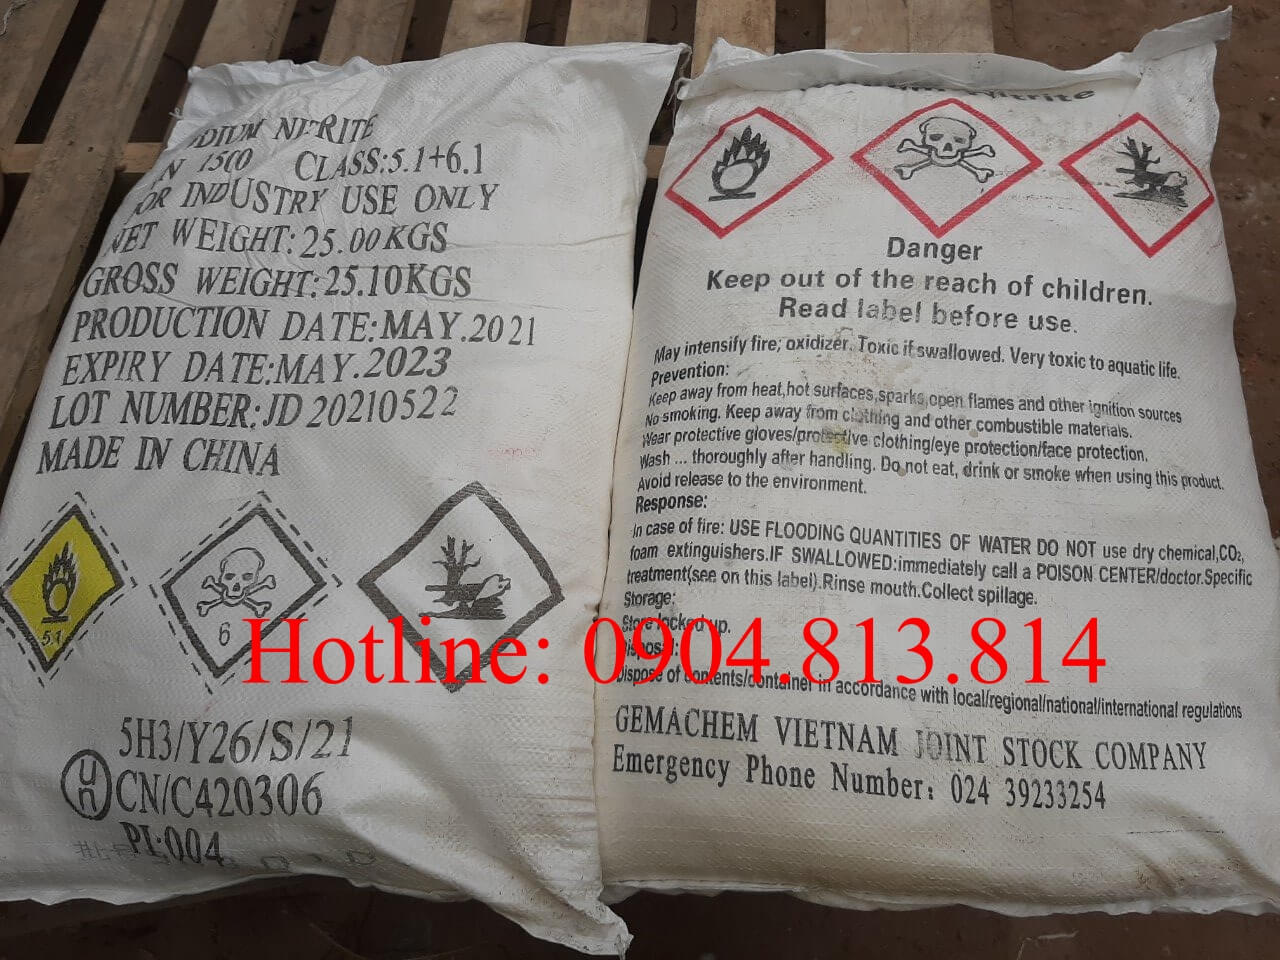 SODIUM NITRITE
UN 1500 CLASS:5.1+6.1
FOR INDUSTRY USE ONLY
NET WEIGHT: 25.00KGS
GROSS WEIGHT: 25.10KGS
PRODUCTION DATE: MAY.2021
EXPIRY DATE:MAY.2023
LOT NUMBER: JD 20210522
MADE IN CHINA
5.1
6
5H3/Y26/S/21
un
CN/C420306
PI:004
Danger
Keep out of the reach of children.
Read label before use.
May intensify fire; oxidizer. Toxic if swallowed. Very toxic to aquatic life.
Prevention:
Keep away from heat,hot surfaces,sparks,open flames and other ignition sources
No smoking. Keep away from clothing and other combustible materials.
Wear protective gloves/protective clothing/eye protection/face protection.
Wash ... thoroughly after handling. Do not eat, drink or smoke when using this product.
Avoid release to the environment.
Response:
In case of fire: USE FLOODING QUANTITIES OF WATER DO NOT use dry chemical,CO₂,
foam extinguishers.IF SWALLOWED:immediately call a POISON CENTER/doctor.Specific
treatment(see on this label).Rinse mouth.Collect spillage.
Storage:
Store locked up.
Disposal:
Dispose of contents/container in accordance with local/regional/national/international regulations
GEMACHEM VIETNAM JOINT STOCK COMPANY
Emergency Phone Number: 024 39233254
Hotline: 0904.813.814